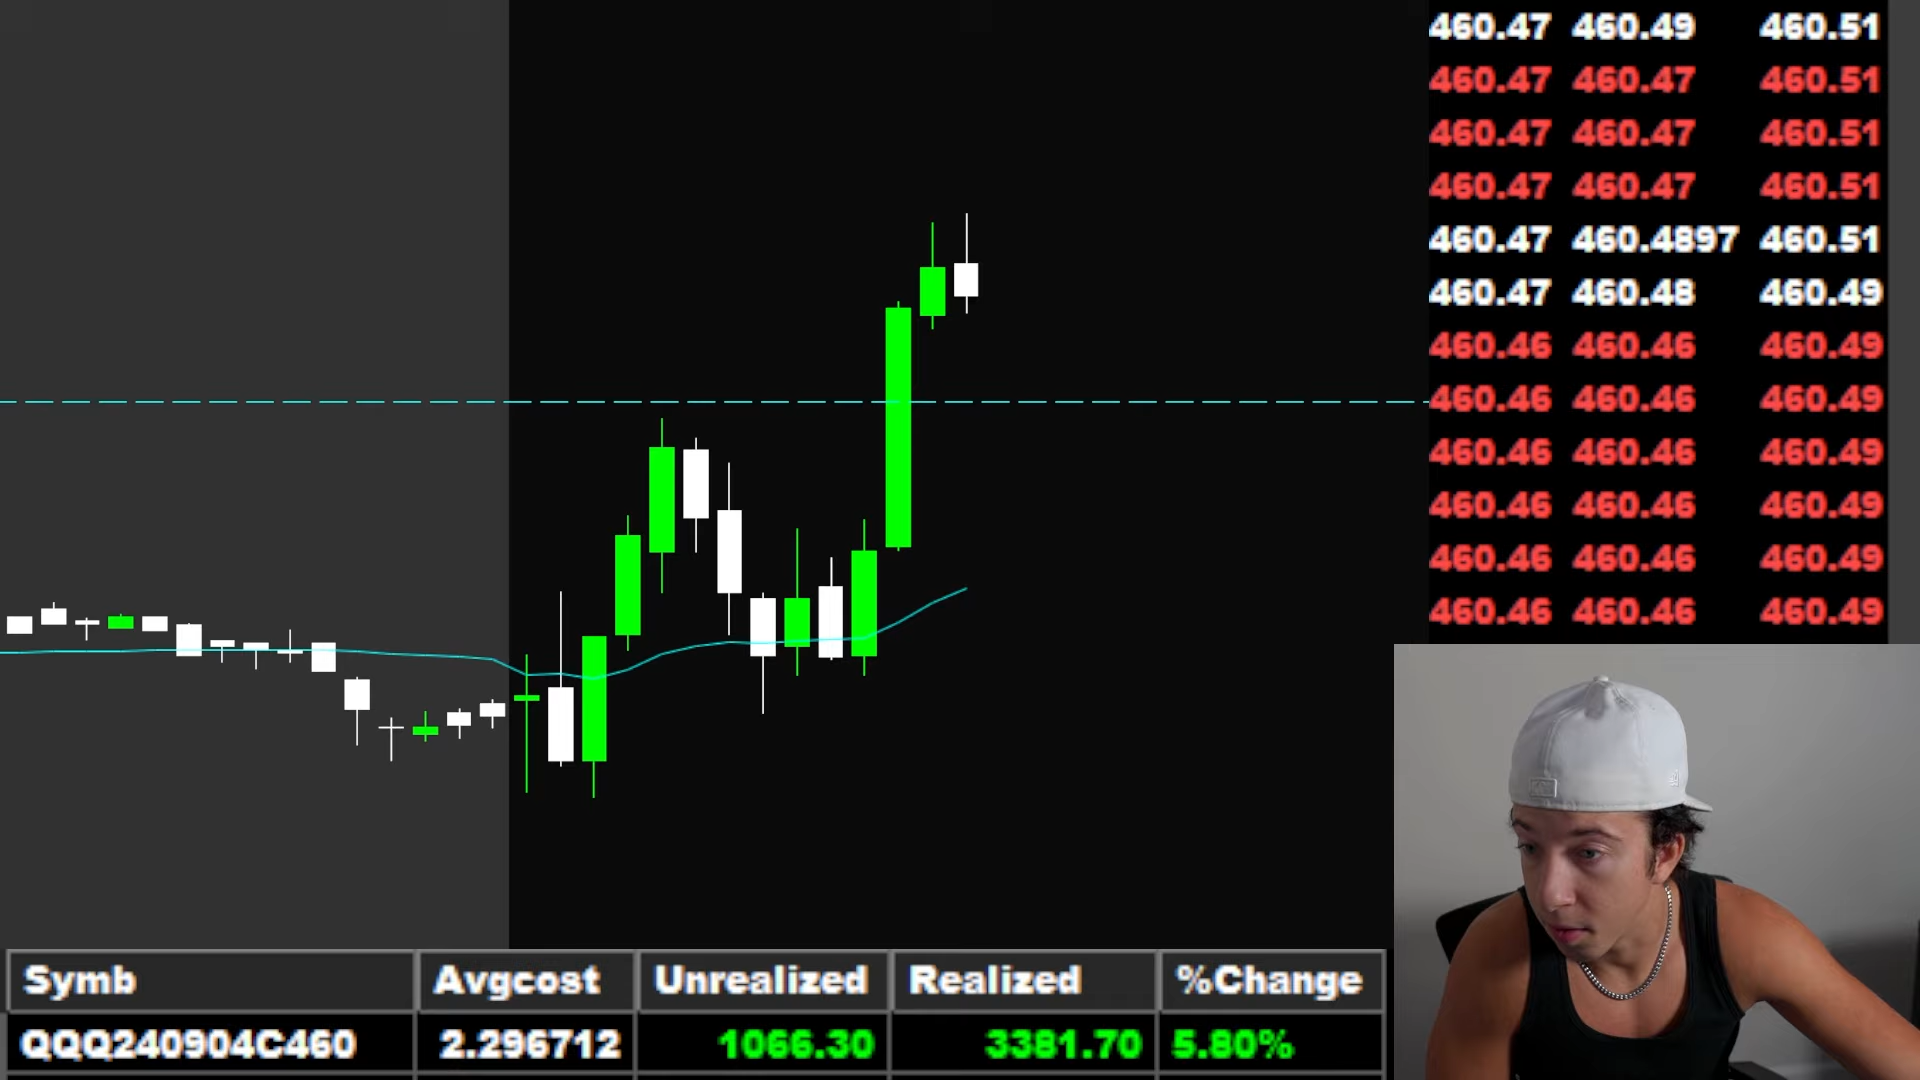 460.47 460.49 460.51
460.47 460.47 460.51
460.47 460.47 460.51
460.47 460.47 460.51
460.47 460.4897 460.51
460.47 460.48 460.49
460.46 460.46 460.49
460.46 460.46 460.49
460.46 460.46 460.49
460.46 460.46 460.49
460.46 460.46 460.49
460.46 460.46 460.49
Symb Avgcost Unrealized Realized %Change
QQQ240904C460 2.296712 1066.30 3381.70 5.80%